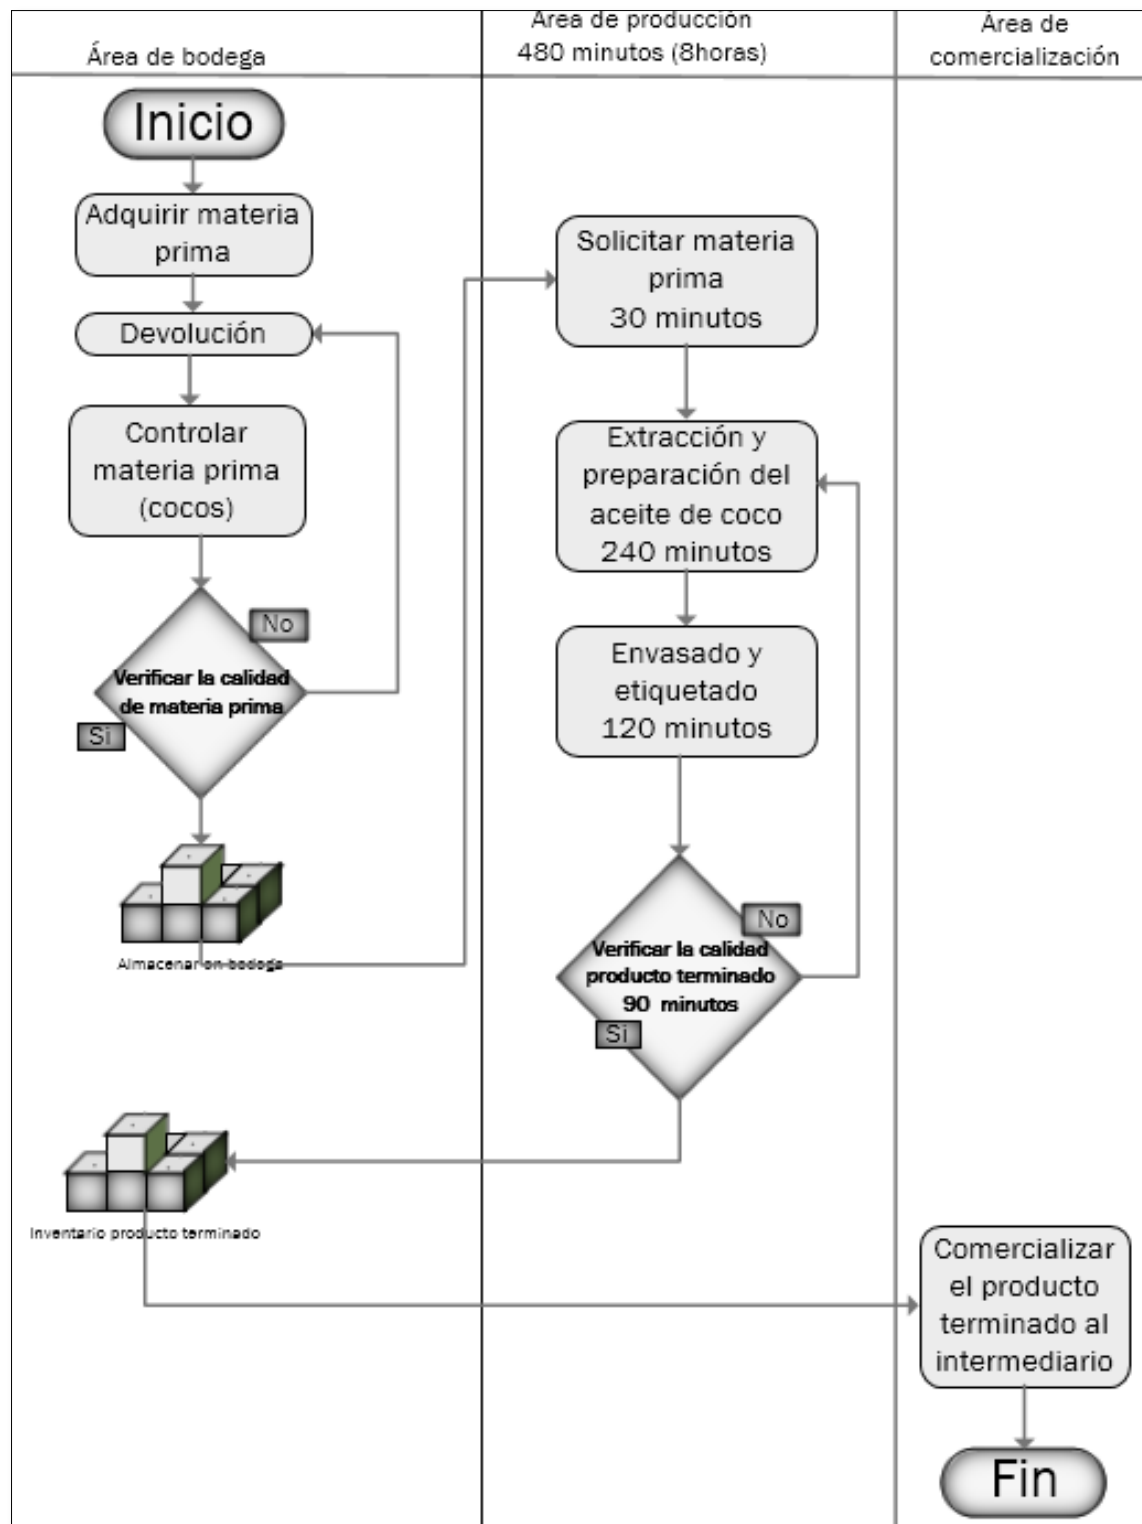 Área de bodega
Área de producción
480 minutos (8horas)
Área de
comercialización
Inicio
Adquirir materia
prima
Devolución
Controlar
materia prima
(cocos)
No
Verificar la calidad
de materia prima
Si
Almacenar en bodega
Solicitar materia
prima
30 minutos
Extracción y
preparación del
aceite de coco
240 minutos
Envasado y
etiquetado
120 minutos
No
Verificar la calidad
producto terminado
90 minutos
Si
Inventario producto terminado
Comercializar
el producto
terminado al
intermediario
Fin